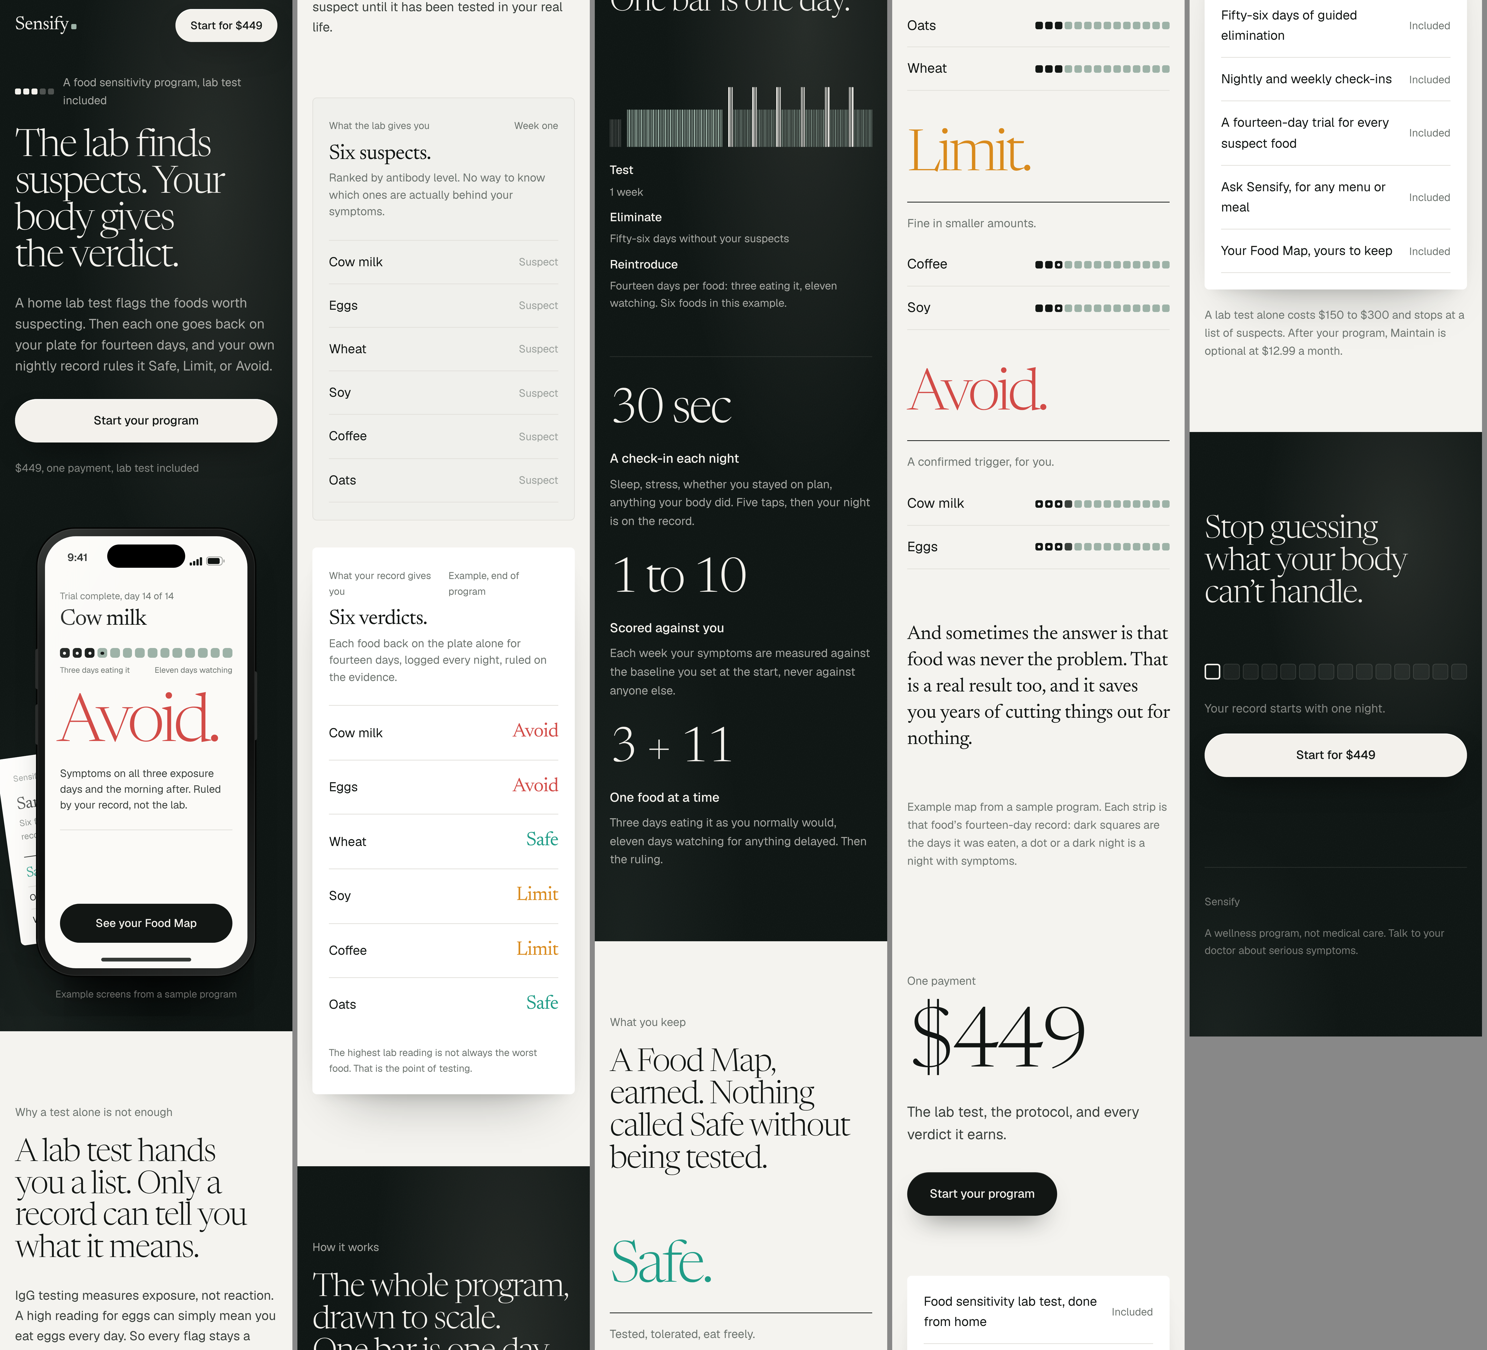 Sensify
Start for $449
A food sensitivity program, lab test
included
The lab finds
suspects. Your
body gives
the verdict.
A home lab test flags the foods worth
suspecting. Then each one goes back on
your plate for fourteen days, and your own
nightly record rules it Safe, Limit, or Avoid.
Start your program
$449, one payment, lab test included
9:41
Trial complete, day 14 of 14
Cow milk
Three days eating it
Eleven days watching
Avoid.
Symptoms on all three exposure
days and the morning after. Ruled
by your record, not the lab.
See your Food Map
Example screens from a sample program
Why a test alone is not enough
A lab test hands
you a list. Only a
record can tell you
what it means.
IgG testing measures exposure, not reaction.
A high reading for eggs can simply mean you
eat eggs every day. So every flag stays a
suspect until it has been tested in your real
life.
What the lab gives you
Week one
Six suspects.
Ranked by antibody level. No way to know
which ones are actually behind your
symptoms.
Cow milk
Suspect
Eggs
Suspect
Wheat
Suspect
Soy
Suspect
Coffee
Suspect
Oats
Suspect
What your record gives
you
Example, end of
program
Six verdicts.
Each food back on the plate alone for
fourteen days, logged every night, ruled on
the evidence.
Cow milk
Avoid
Eggs
Avoid
Wheat
Safe
Soy
Limit
Coffee
Limit
Oats
Safe
The highest lab reading is not always the worst
food. That is the point of testing.
How it works
The whole program,
drawn to scale.
One bar is one day.
Test
1 week
Eliminate
Fifty-six days without your suspects
Reintroduce
Fourteen days per food: three eating it, eleven
watching. Six foods in this example.
30 sec
A check-in each night
Sleep, stress, whether you stayed on plan,
anything your body did. Five taps, then your night
is on the record.
1 to 10
Scored against you
Each week your symptoms are measured against
the baseline you set at the start, never against
anyone else.
3 + 11
One food at a time
Three days eating it as you normally would,
eleven days watching for anything delayed. Then
the ruling.
What you keep
A Food Map,
earned. Nothing
called Safe without
being tested.
Safe.
Tested, tolerated, eat freely.
Oats
Wheat
Limit.
Fine in smaller amounts.
Coffee
Soy
Avoid.
A confirmed trigger, for you.
Cow milk
Eggs
And sometimes the answer is that
food was never the problem. That
is a real result too, and it saves
you years of cutting things out for
nothing.
Example map from a sample program. Each strip is
that food's fourteen-day record: dark squares are
the days it was eaten, a dot or a dark night is a
night with symptoms.
One payment
$449
The lab test, the protocol, and every
verdict it earns.
Start your program
Food sensitivity lab test, done
from home
Included
Fifty-six days of guided
elimination
Included
Nightly and weekly check-ins
Included
A fourteen-day trial for every
suspect food
Included
Ask Sensify, for any menu or
meal
Included
Your Food Map, yours to keep
Included
A lab test alone costs $150 to $300 and stops at a
list of suspects. After your program, Maintain is
optional at $12.99 a month.
Stop guessing
what your body
can't handle.
Your record starts with one night.
Start for $449
Sensify
A wellness program, not medical care. Talk to your
doctor about serious symptoms.